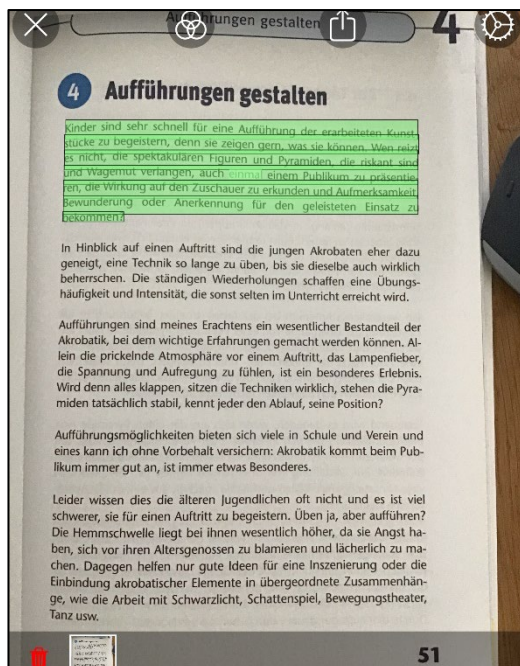 Aufführungen gestalten
4
4 Aufführungen gestalten
Kinder sind sehr schnell für eine Aufführung der erarbeiteten Kunst-
stücke zu begeistern, denn sie zeigen gern, was sie können. Wen reizt
es nicht, die spektakulären Figuren und Pyramiden, die riskant sind
und Wagemut verlangen, auch einmal einem Publikum zu präsentie-
ren, die Wirkung auf den Zuschauer zu erkunden und Aufmerksamkeit,
Bewunderung oder Anerkennung für den geleisteten Einsatz zu
bekommen?
In Hinblick auf einen Auftritt sind die jungen Akrobaten eher dazu
geneigt, eine Technik so lange zu üben, bis sie dieselbe auch wirklich
beherrschen. Die ständigen Wiederholungen schaffen eine Übungs-
häufigkeit und Intensität, die sonst selten im Unterricht erreicht wird.
Aufführungen sind meines Erachtens ein wesentlicher Bestandteil der
Akrobatik, bei dem wichtige Erfahrungen gemacht werden können. Al-
lein die prickelnde Atmosphäre vor einem Auftritt, das Lampenfieber,
die Spannung und Aufregung zu fühlen, ist ein besonderes Erlebnis.
Wird denn alles klappen, sitzen die Techniken wirklich, stehen die Pyra-
miden tatsächlich stabil, kennt jeder den Ablauf, seine Position?
Aufführungsmöglichkeiten bieten sich viele in Schule und Verein und
eines kann ich ohne Vorbehalt versichern: Akrobatik kommt beim Pub-
likum immer gut an, ist immer etwas Besonderes.
Leider wissen dies die älteren Jugendlichen oft nicht und es ist viel
schwerer, sie für einen Auftritt zu begeistern. Üben ja, aber aufführen?
Die Hemmschwelle liegt bei ihnen wesentlich höher, da sie Angst ha-
ben, sich vor ihren Altersgenossen zu blamieren und lächerlich zu ma-
chen. Dagegen helfen nur gute Ideen für eine Inszenierung oder die
Einbindung akrobatischer Elemente in übergeordnete Zusammenhän-
ge, wie die Arbeit mit Schwarzlicht, Schattenspiel, Bewegungstheater,
Tanz usw.
51